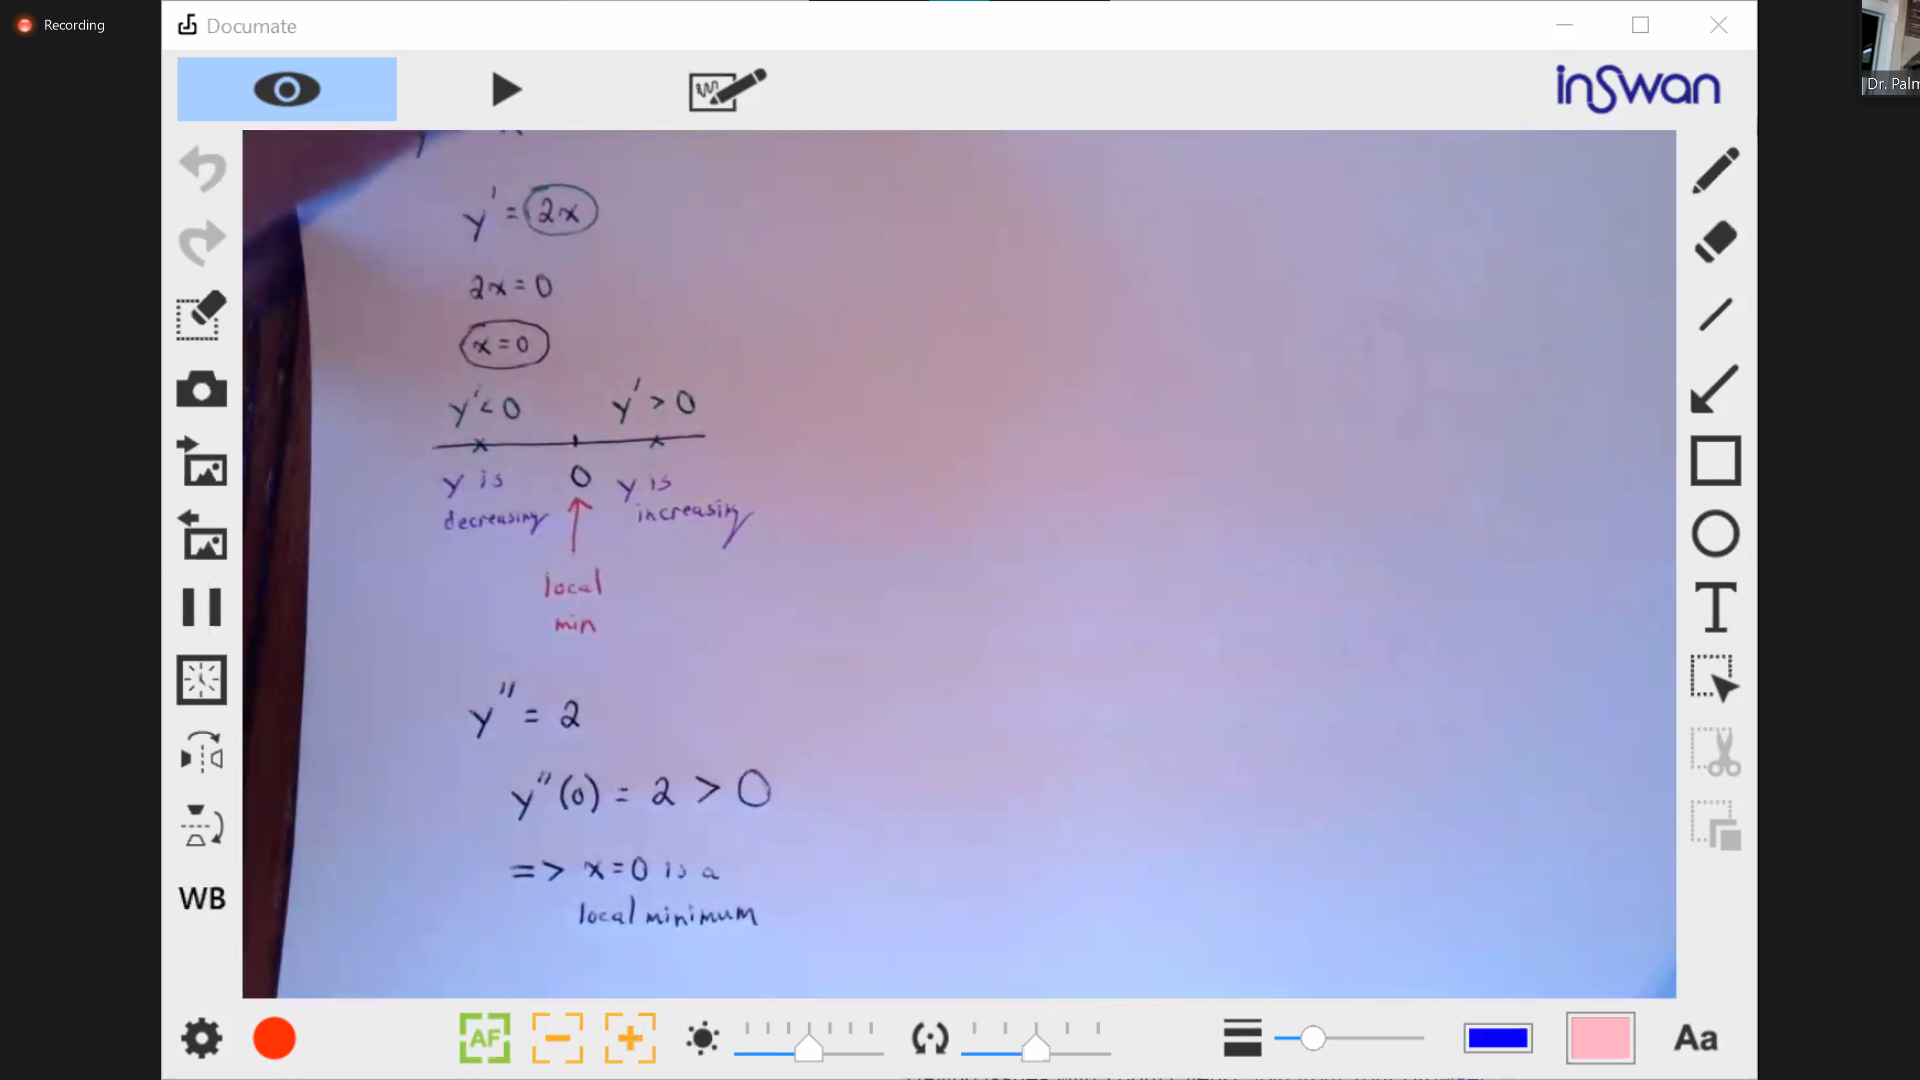 Recording
Documate
inSwan
Dr. Palm
y' = 2x
2x = 0
x = 0
y' < 0 y' > 0
0
y is decreasing
y is increasing
local
min
y'' = 2
y''(0) = 2 > 0
=> x = 0 is a
local minimum
WB
T
AF
Aa